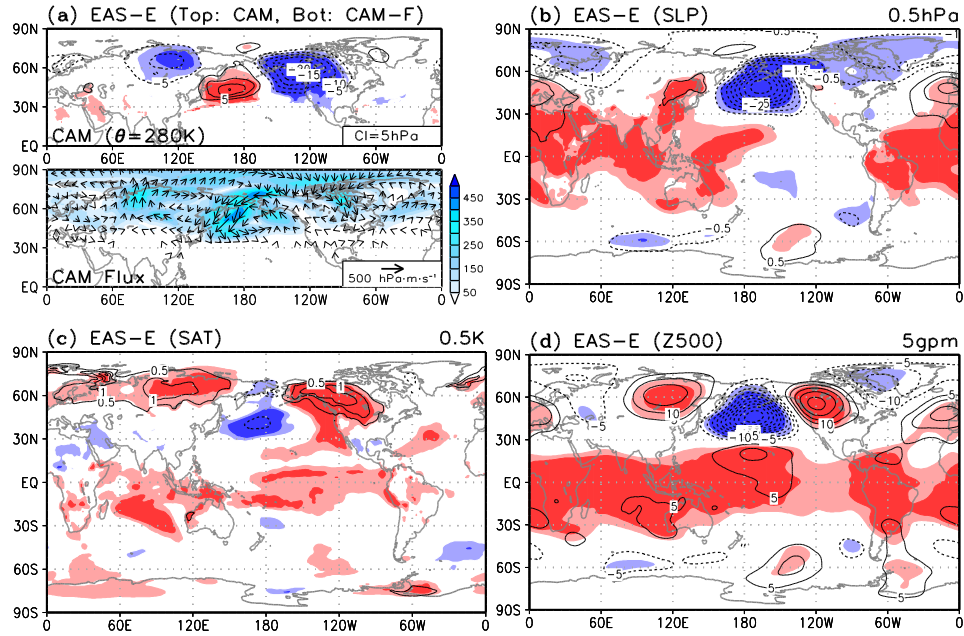 (a) EAS-E (Top: CAM, Bot: CAM-F)
90N
60N
30N
EQ
-5
5
-20
-15
-10
-5
CAM (θ=280K)
CI=5hPa
0 60E 120E 180 120W 60W 0
90N
60N
30N
EQ
CAM Flux
500 hPa·m·s⁻¹
450
350
250
150
50
0 60E 120E 180 120W 60W 0
(b) EAS-E (SLP) 0.5hPa
90N
60N
30N
EQ
30S
60S
90S
-0.5
-1
-1
-0.5
-2
0.5
-0.5
0.5
0 60E 120E 180 120W 60W 0
(c) EAS-E (SAT) 0.5K
90N
60N
30N
EQ
30S
60S
90S
0.5
1
1
0.5
0.5
1
0 60E 120E 180 120W 60W 0
(d) EAS-E (Z500) 5gpm
90N
60N
30N
EQ
30S
60S
90S
-5
-5
-10
-5
10
10
5
-10
-5
5
5
5
-5
5
5
0 60E 120E 180 120W 60W 0